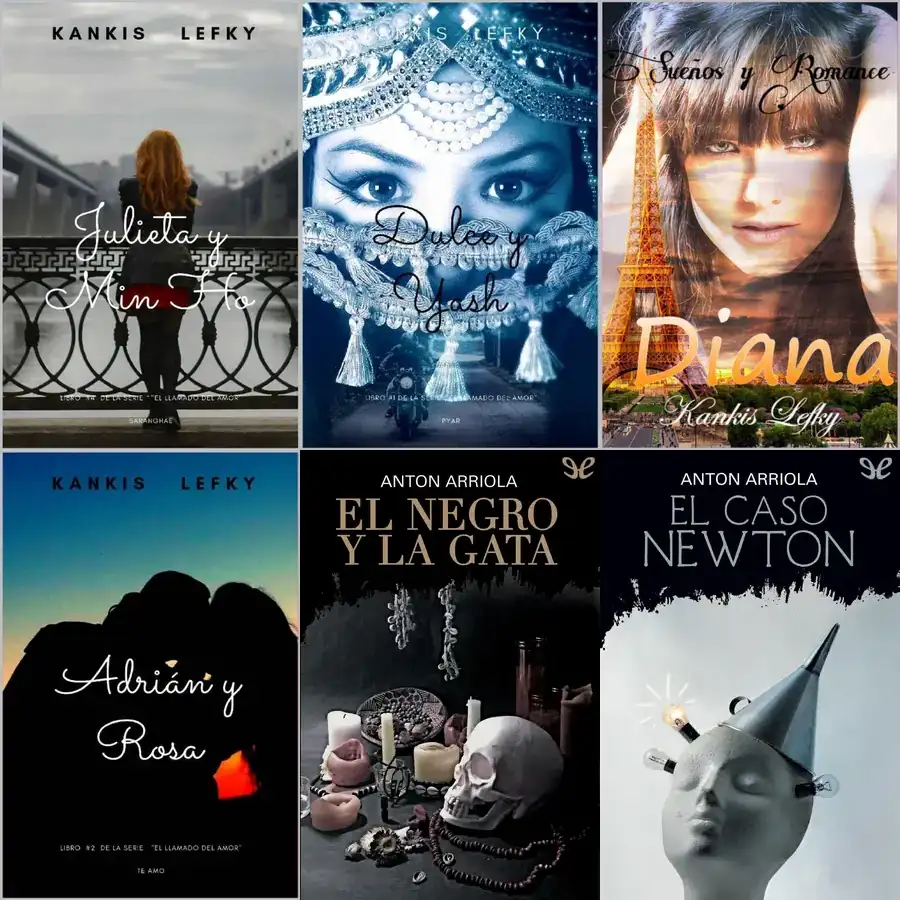 KANKIS LEFKY
Julieta y
Min Ho
LIBRO #4 DE LA SERIE "EL LLAMADO DEL AMOR"
SARANGHAE
KANKIS LEFKY
Dulce y
Yash
LIBRO #1 DE LA SERIE "EL LLAMADO DEL AMOR"
PYAR
Sueños y Romance
Diana
Kankis Lefky
KANKIS LEFKY
Adrián y
Rosa
LIBRO #2 DE LA SERIE "EL LLAMADO DEL AMOR"
TE AMO
ANTON ARRIOLA
EL NEGRO
Y LA GATA
ANTON ARRIOLA
EL CASO
NEWTON